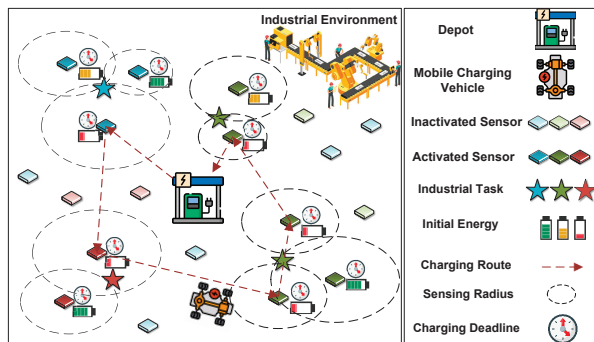 Industrial Environment
Depot
Mobile Charging
Vehicle
Inactivated Sensor
Activated Sensor
Industrial Task
Initial Energy
Charging Route
Sensing Radius
Charging Deadline